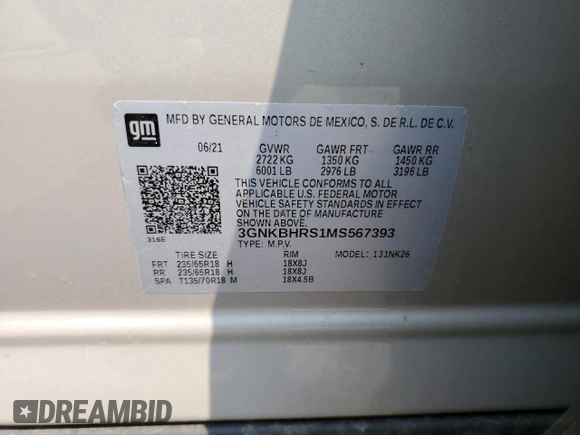 gm
MFD BY GENERAL MOTORS DE MEXICO, S. DE R.L. DE C.V.
06/21 GVWR GAWR FRT GAWR RR
2722 KG 1350 KG 1450 KG
6001 LB 2976 LB 3196 LB
THIS VEHICLE CONFORMS TO ALL
APPLICABLE U.S. FEDERAL MOTOR
VEHICLE SAFETY STANDARDS IN EFFECT
ON THE DATE OF MANUFACTURE
SHOWN ABOVE.
3GNKBHRS1MS567393
316E
TYPE: M.P.V.
TIRE SIZE RIM MODEL: 131NK26
FRT 235/65R18 H 18X8J
RR 235/65R18 H 18X8J
SPA T135/70R18 M 18X4.5B
DREAMBID